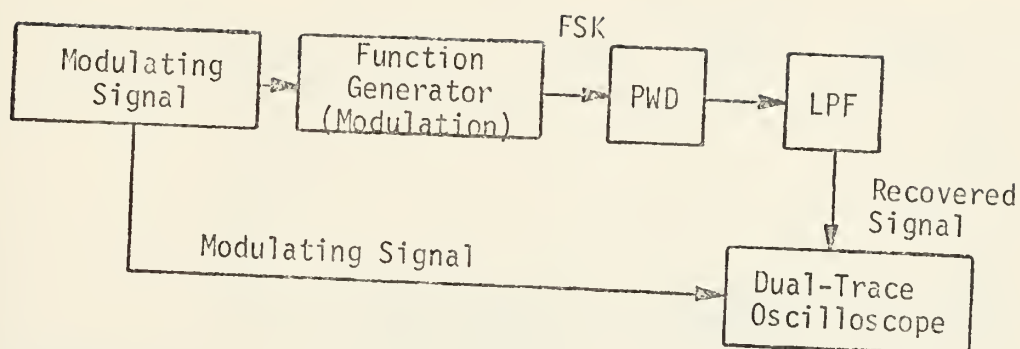 FSK
Modulating
Signal
Function
Generator
(Modulation)
PWD
LPF
Recovered
Signal
Modulating Signal
Dual-Trace
Oscilloscope